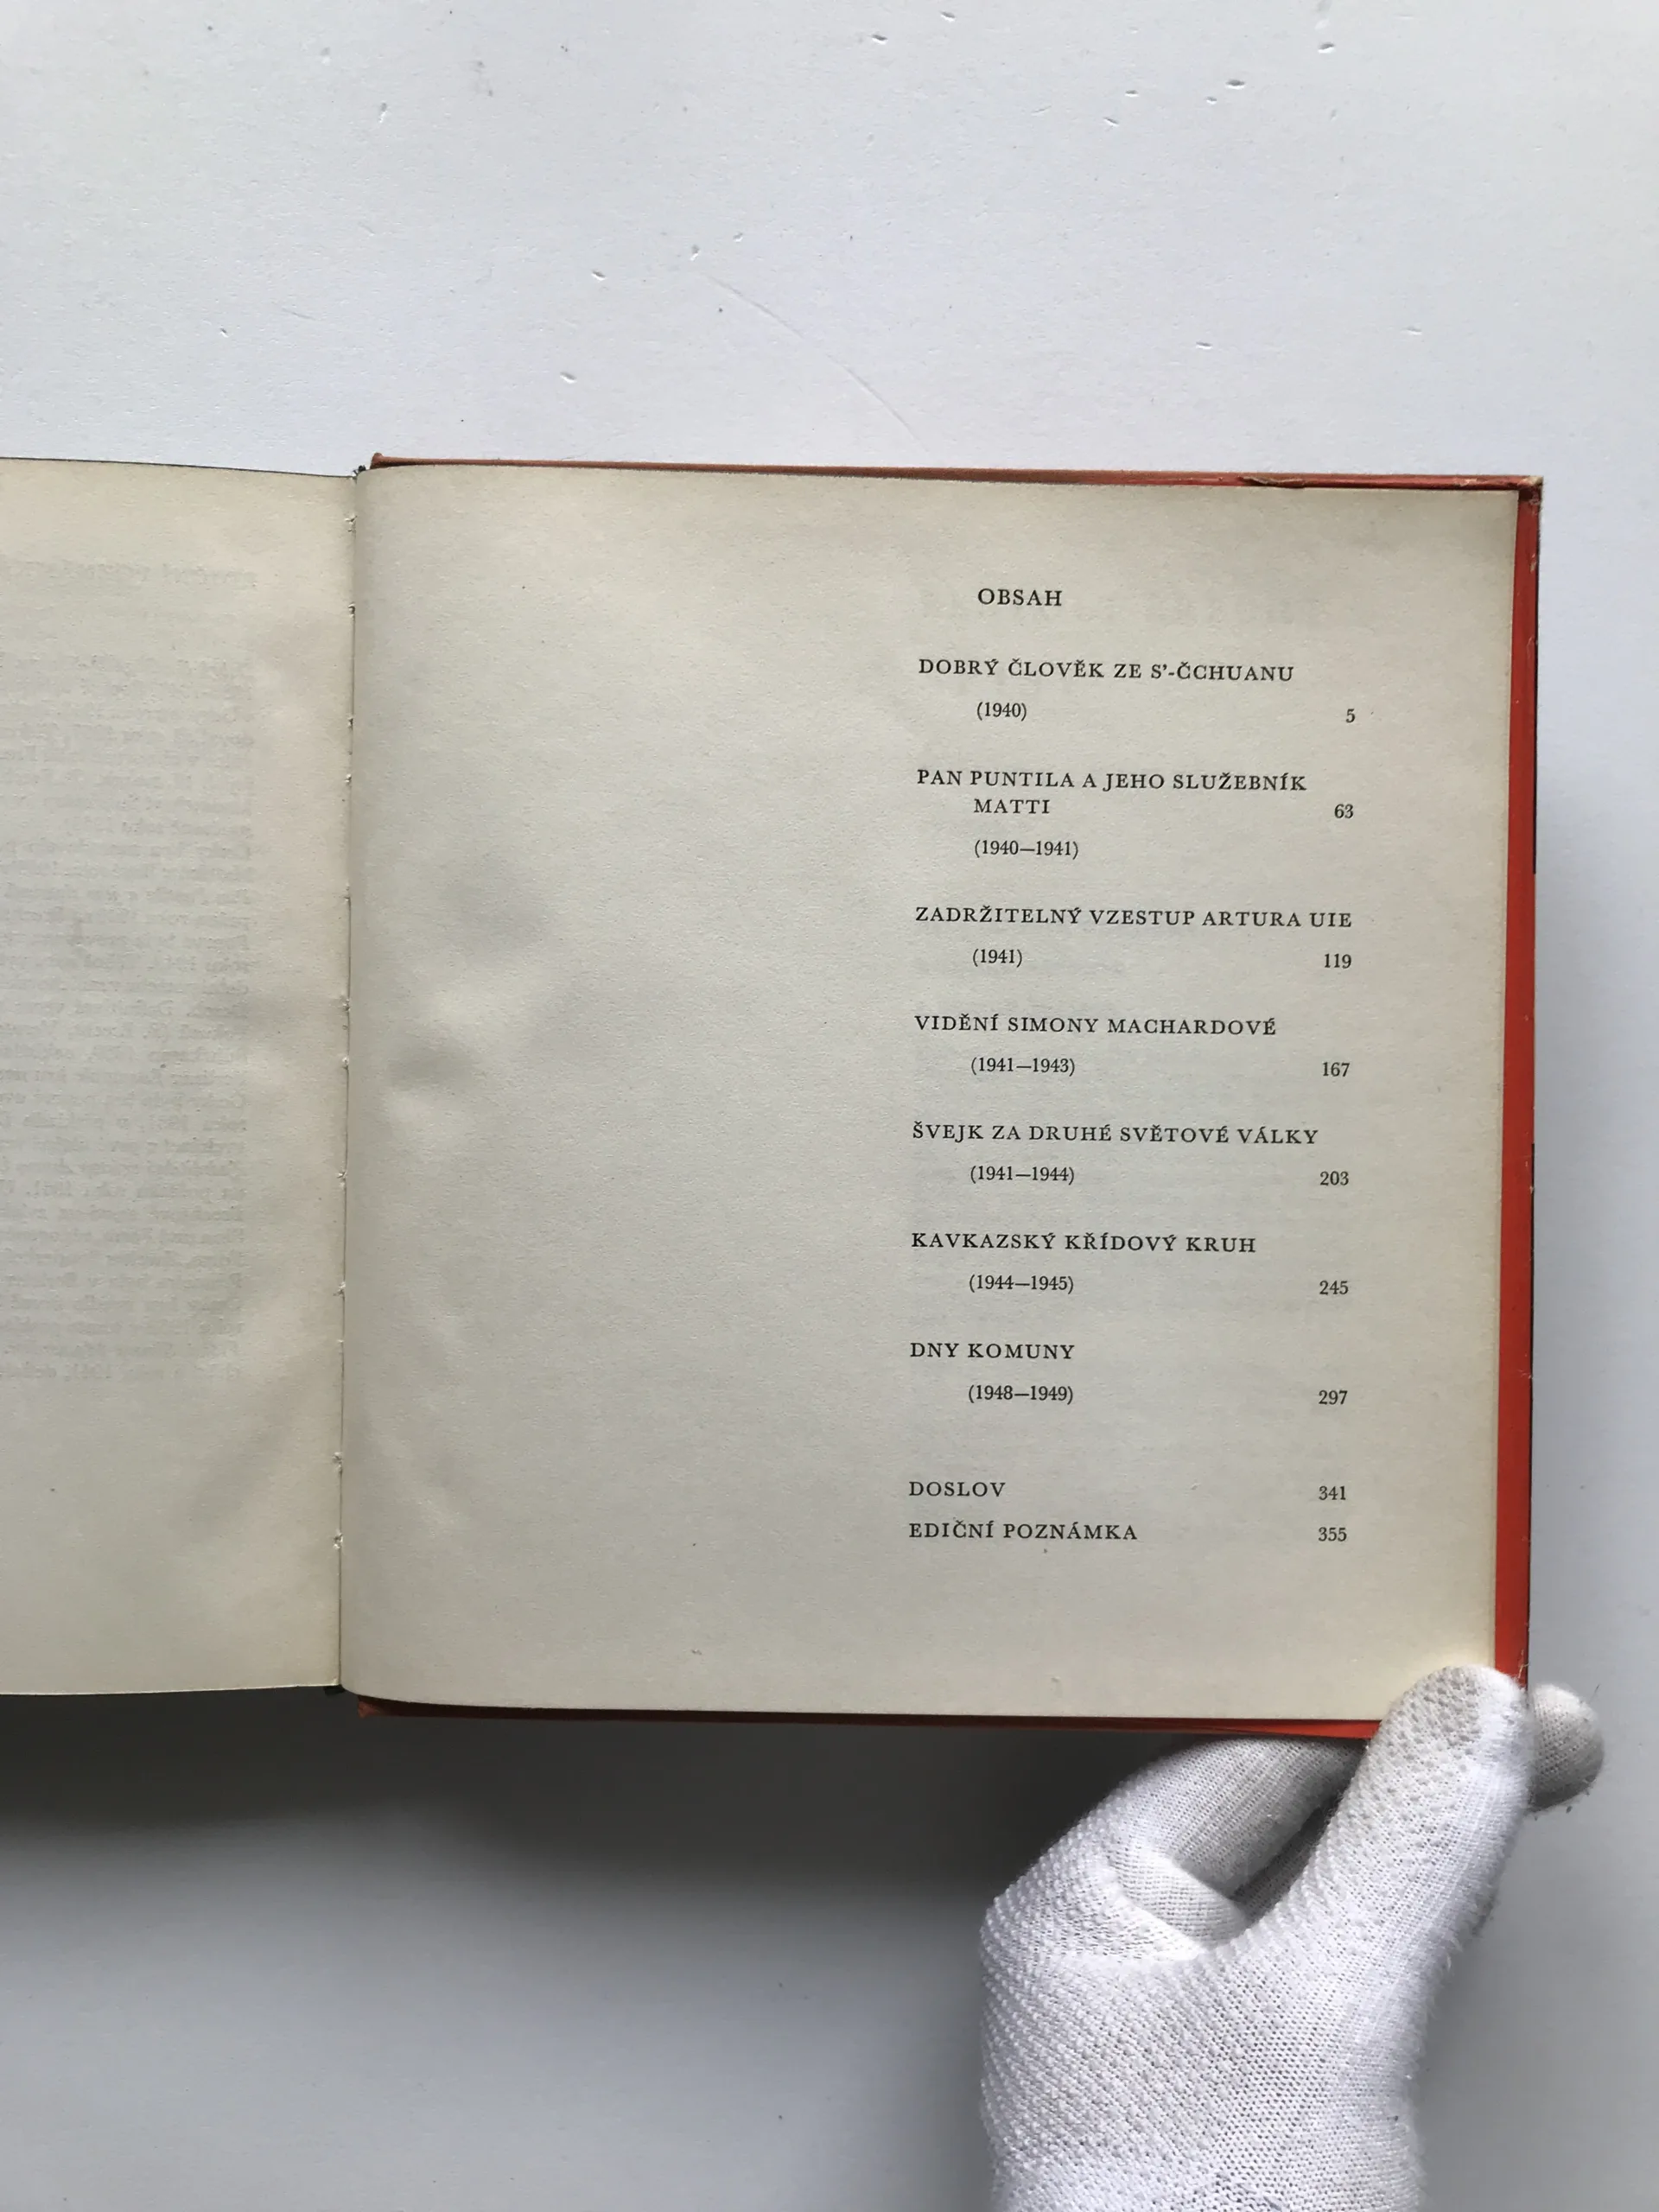 OBSAH
DOBRÝ ČLOVĚK ZE S’-ČCHUANU
(1940) 5
PAN PUNTILA A JEHO SLUŽEBNÍK
MATTI 63
(1940—1941)
ZADRŽITELNÝ VZESTUP ARTURA UIE
(1941) 119
VIDĚNÍ SIMONY MACHARDOVÉ
(1941—1943) 167
ŠVEJK ZA DRUHÉ SVĚTOVÉ VÁLKY
(1941—1944) 203
KAVKAZSKÝ KŘÍDOVÝ KRUH
(1944—1945) 245
DNY KOMUNY
(1948—1949) 297
DOSLOV 341
EDIČNÍ POZNÁMKA 355